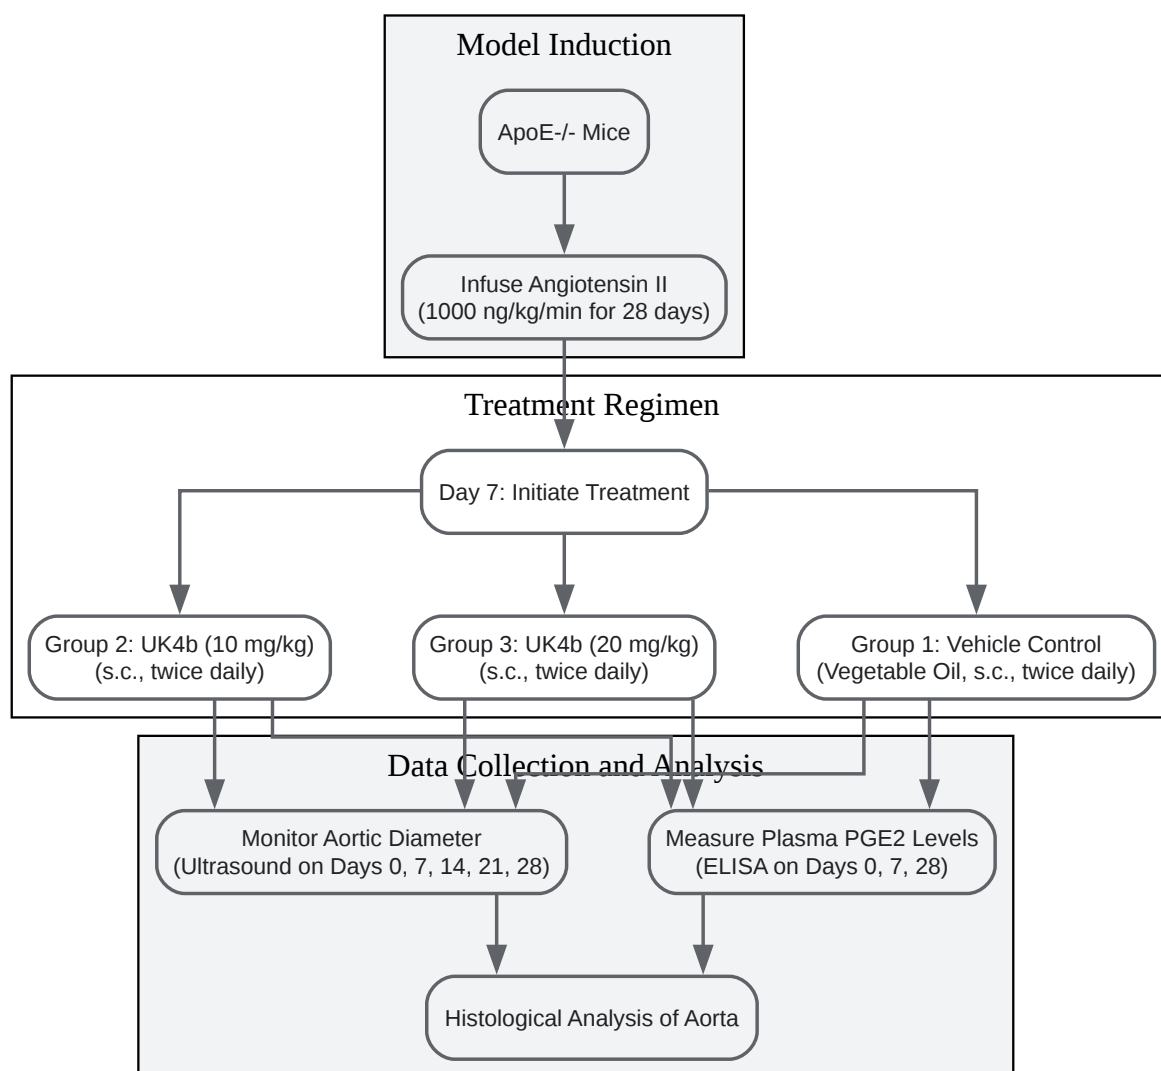 Model Induction
ApoE-/- Mice
Infuse Angiotensin II
(1000 ng/kg/min for 28 days)
Treatment Regimen
Day 7: Initiate Treatment
Group 2: UK4b (10 mg/kg)
(s.c., twice daily)
Group 3: UK4b (20 mg/kg)
(s.c., twice daily)
Group 1: Vehicle Control
(Vegetable Oil, s.c., twice daily)
Data Collection and Analysis
Monitor Aortic Diameter
(Ultrasound on Days 0, 7, 14, 21, 28)
Measure Plasma PGE2 Levels
(ELISA on Days 0, 7, 28)
Histological Analysis of Aorta